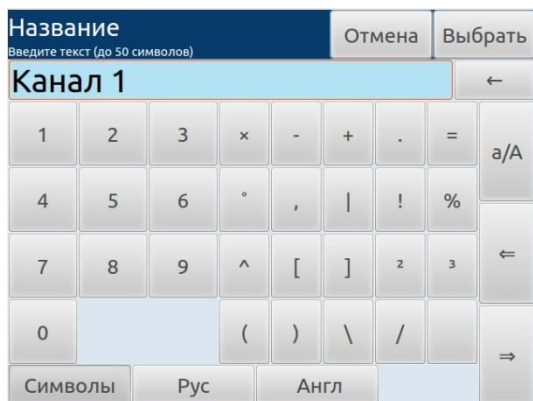 Название
Отмена
Выбрать
Введите текст (до 50 символов)
Канал 1
←
1 2 3 × - + . =
a/A
4 5 6 ° , | ! %
7 8 9 ^ [ ] ² ³
⇐
0 ( ) \ /
⇒
Символы Рус Англ